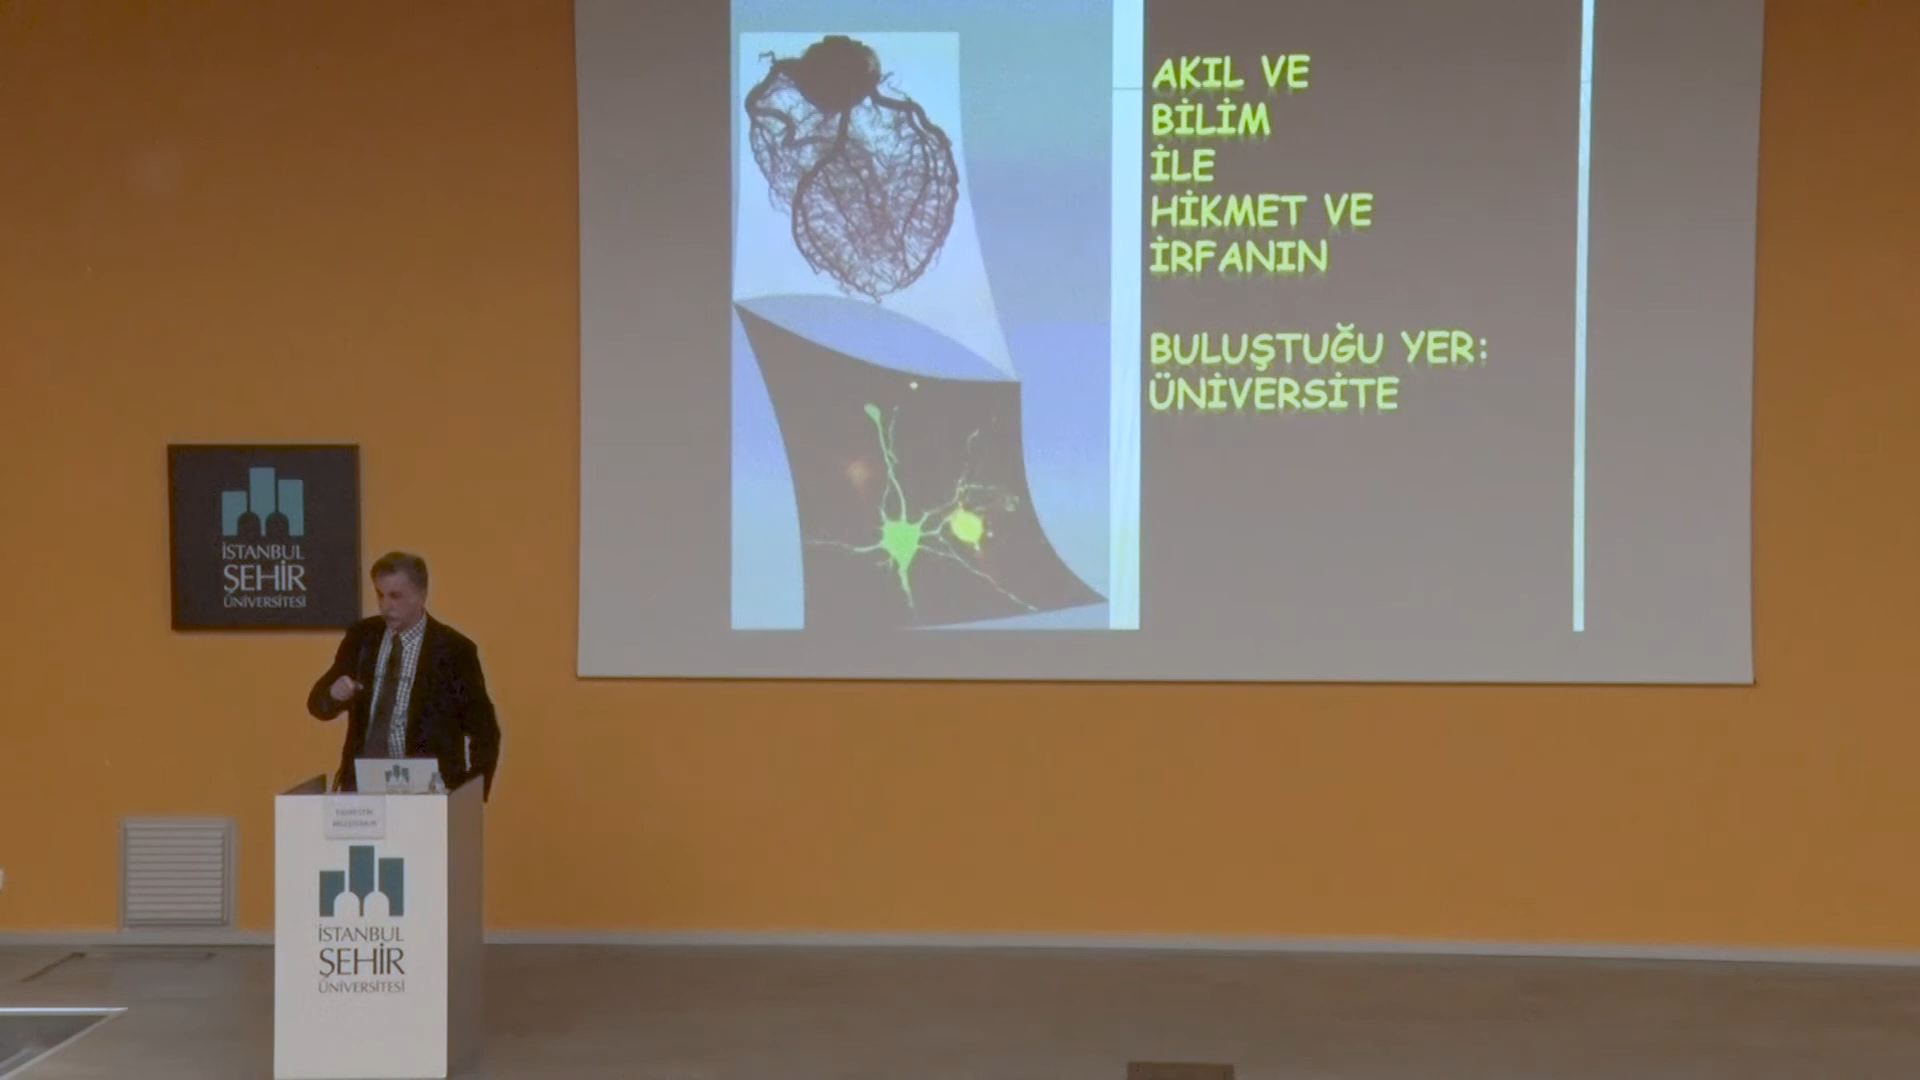 AKIL VE
BİLİM
İLE
HİKMET VE
İRFANIN
BULUŞTUĞU YER:
ÜNİVERSİTE
İSTANBUL
ŞEHİR
ÜNİVERSİTESİ
İSTANBUL
ŞEHİR
ÜNİVERSİTESİ